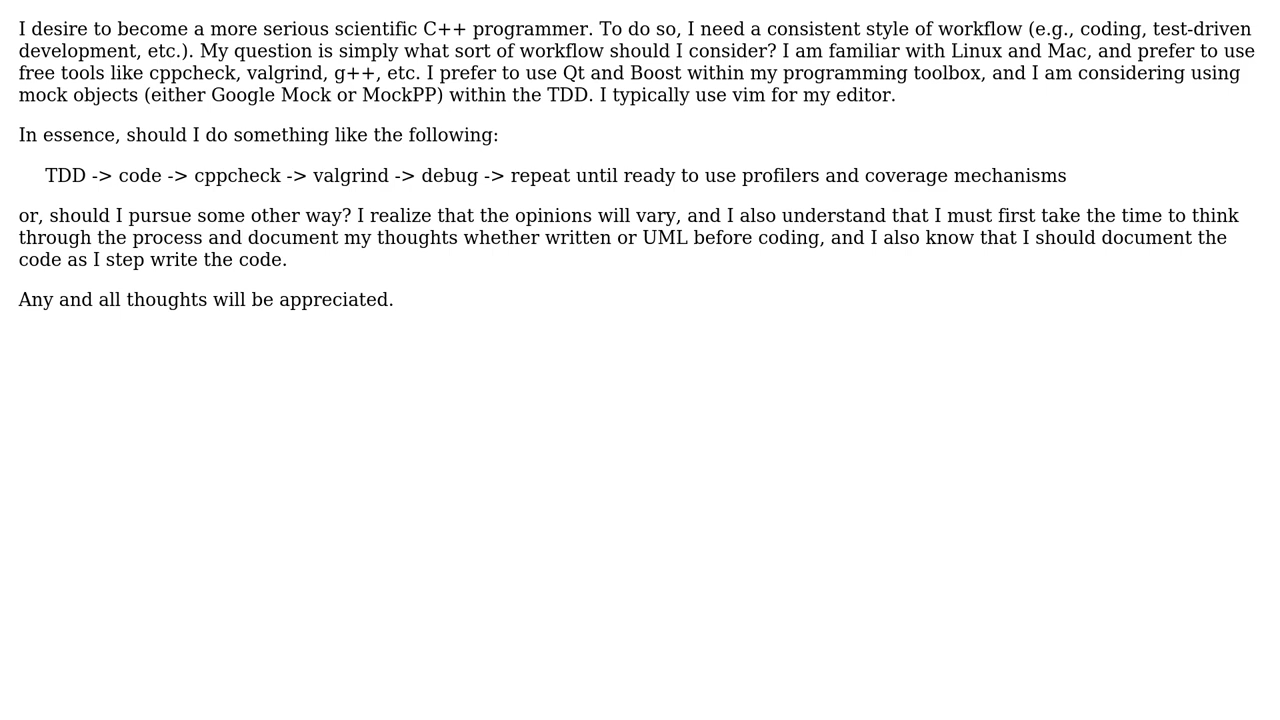 I desire to become a more serious scientific C++ programmer. To do so, I need a consistent style of workflow (e.g., coding, test-driven
development, etc.). My question is simply what sort of workflow should I consider? I am familiar with Linux and Mac, and prefer to use
free tools like cppcheck, valgrind, g++, etc. I prefer to use Qt and Boost within my programming toolbox, and I am considering using
mock objects (either Google Mock or MockPP) within the TDD. I typically use vim for my editor.
In essence, should I do something like the following:
TDD -> code -> cppcheck -> valgrind -> debug -> repeat until ready to use profilers and coverage mechanisms
or, should I pursue some other way? I realize that the opinions will vary, and I also understand that I must first take the time to think
through the process and document my thoughts whether written or UML before coding, and I also know that I should document the
code as I step write the code.
Any and all thoughts will be appreciated.